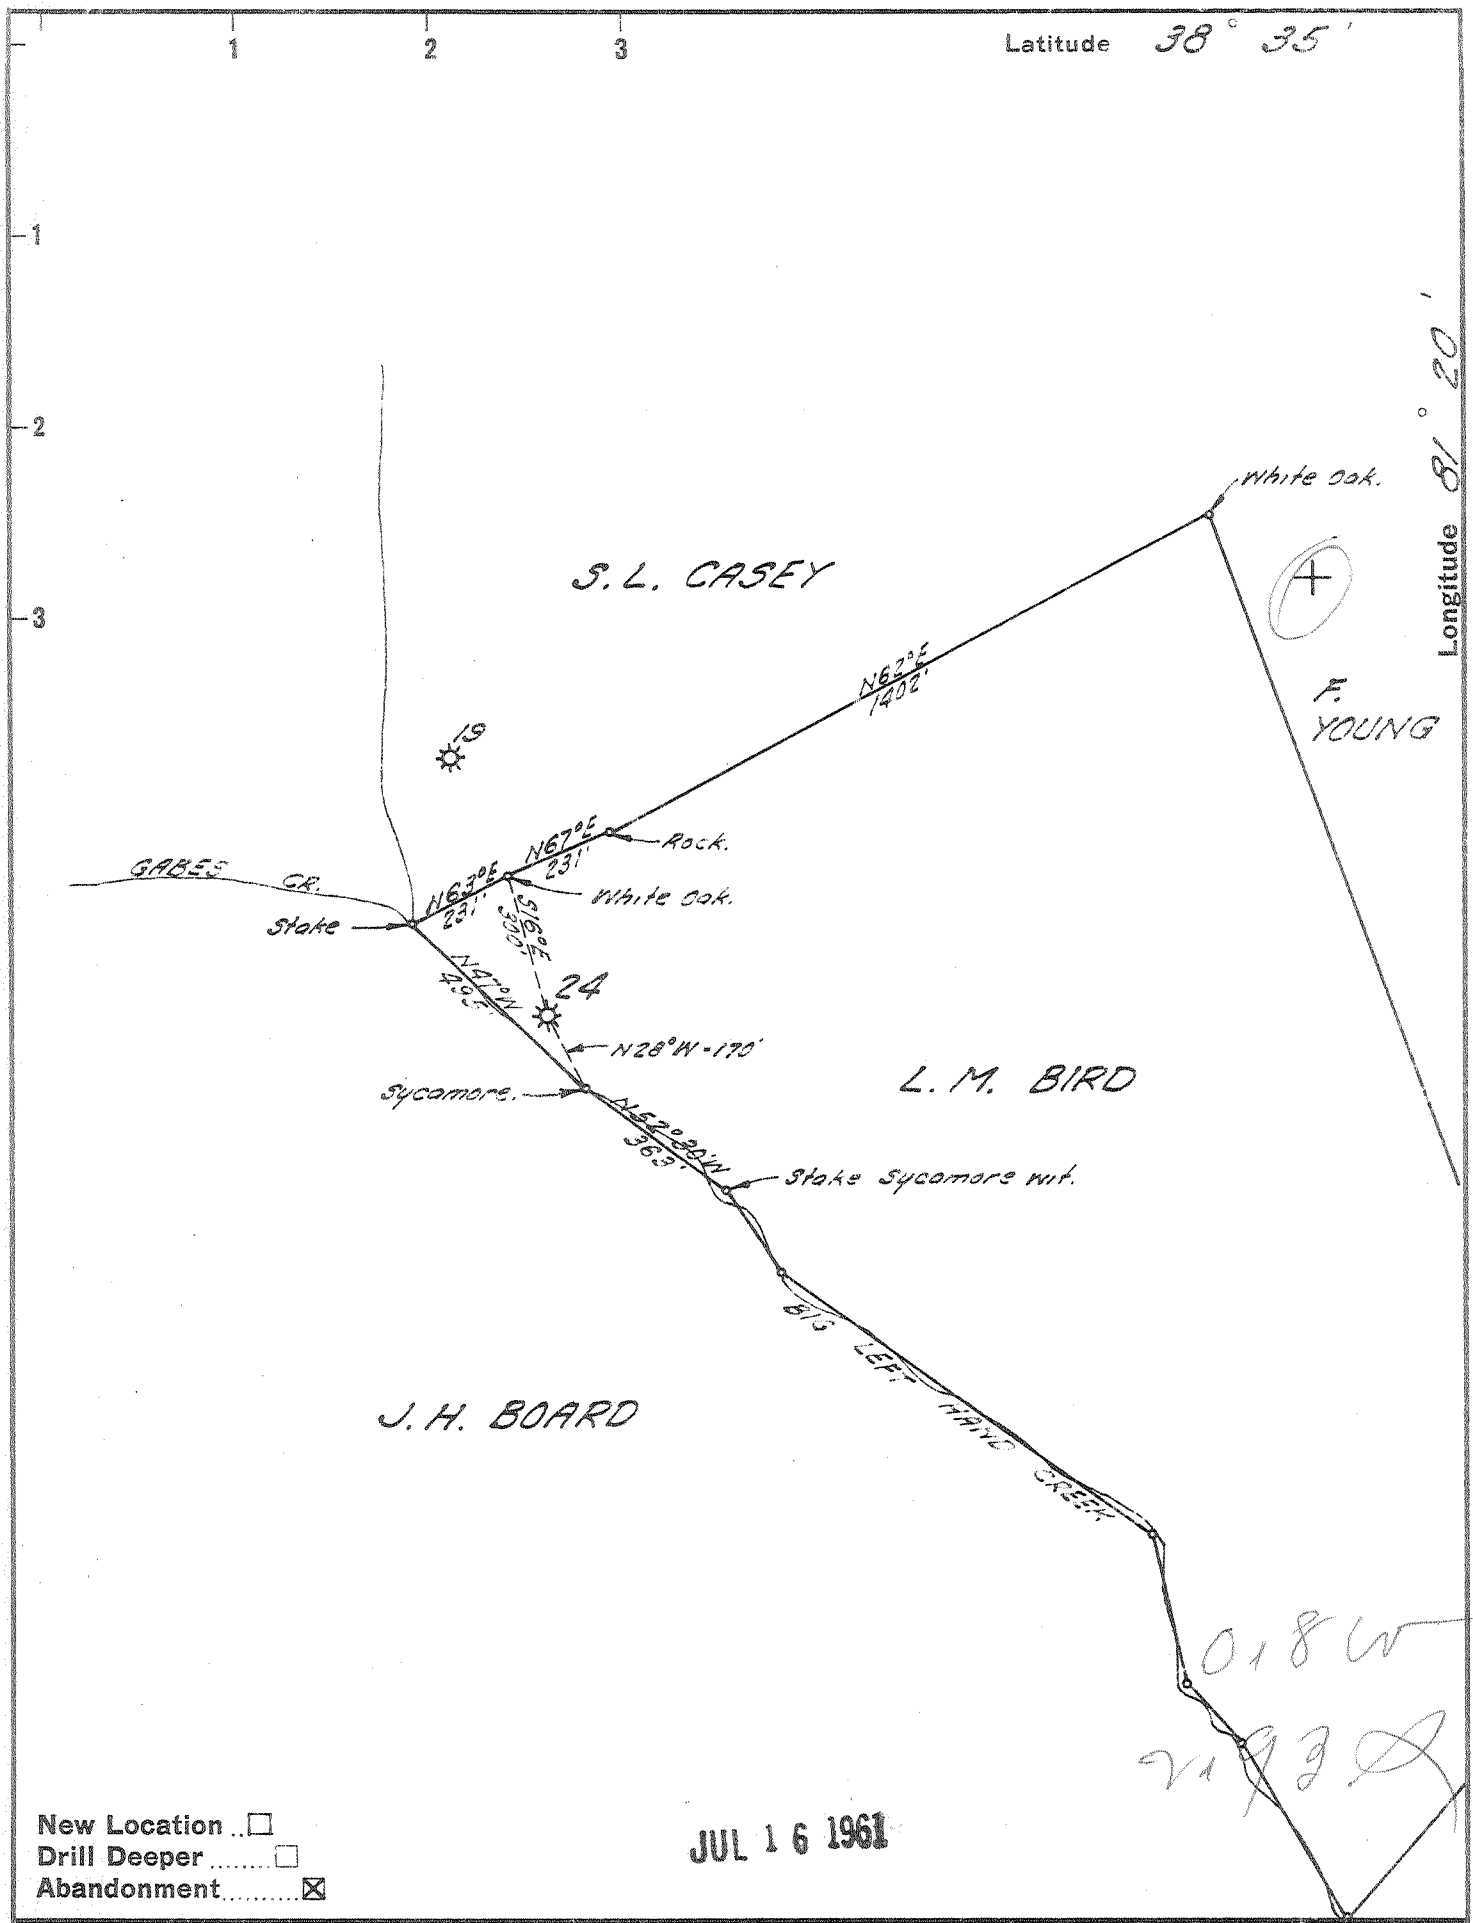 1 2 3 Latitude 38° 35'
1
2
3
Longitude 81° 20'
White Oak.
S.L. CASEY
N62°E
1402'
F.
YOUNG
19
N67°E
231'
Rock.
GABES CR.
N63°E
231'
White Oak.
Stake
S16°E
300'
N47°W
495'
24
N28°W-170'
L. M. BIRD
Sycamore.
N52°30'W
363'
Stake Sycamore wit.
BIG LEFT HAND CREEK
J. H. BOARD
New Location
Drill Deeper
Abandonment
JUL 16 1961